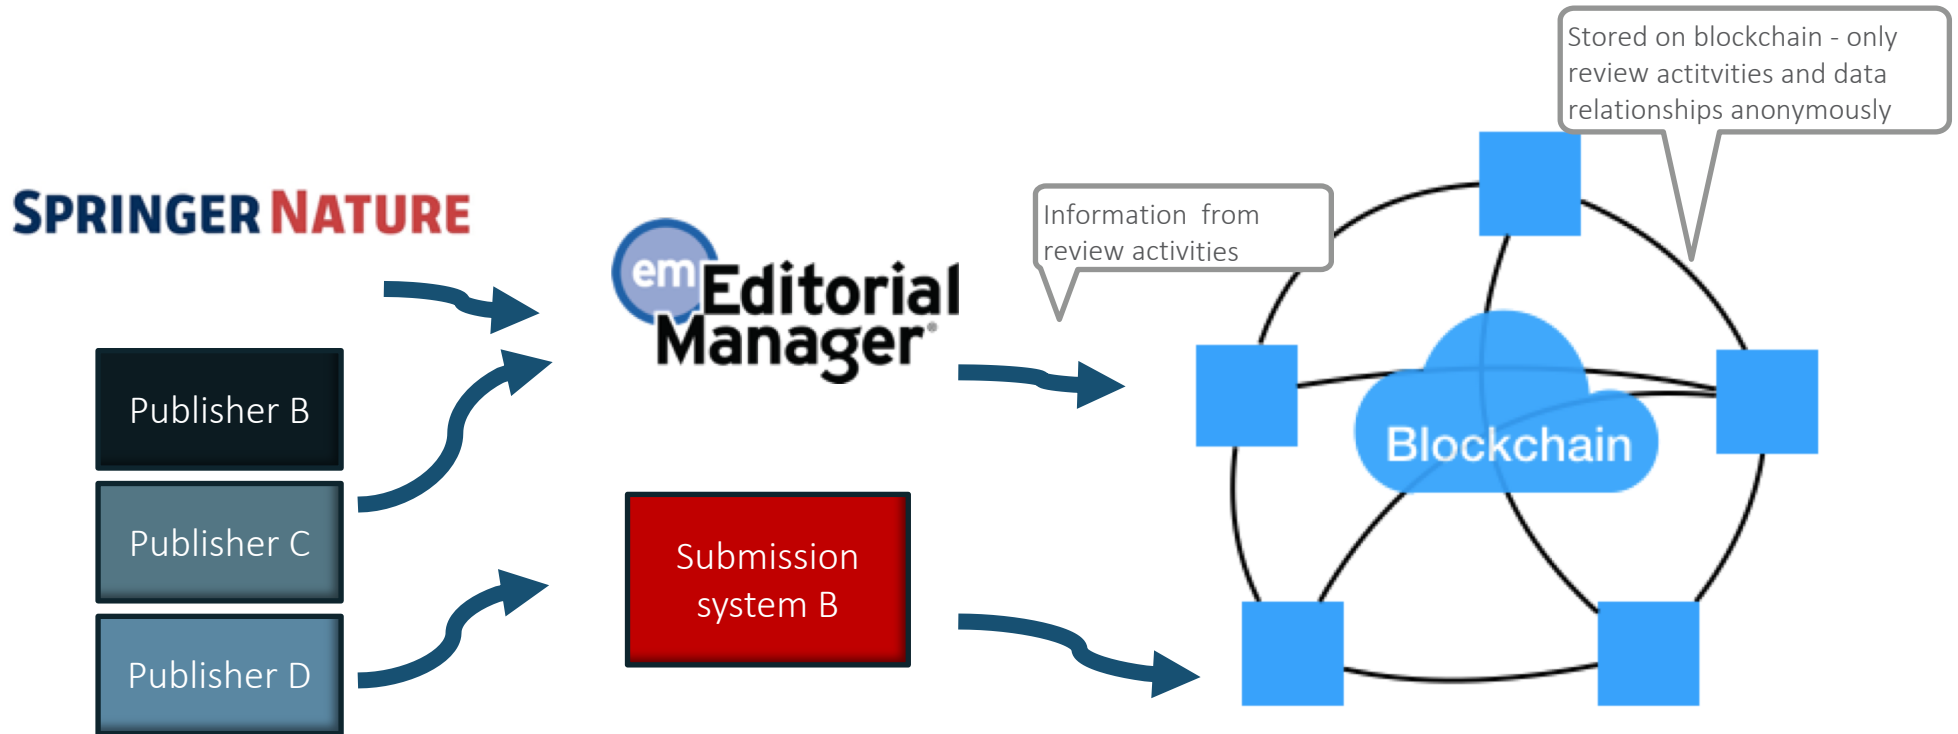 SPRINGER NATURE
Publisher B
Publisher C
Publisher D
em
Editorial
Manager®
Submission
system B
Information from
review activities
Stored on blockchain - only
review actitvities and data
relationships anonymously
Blockchain